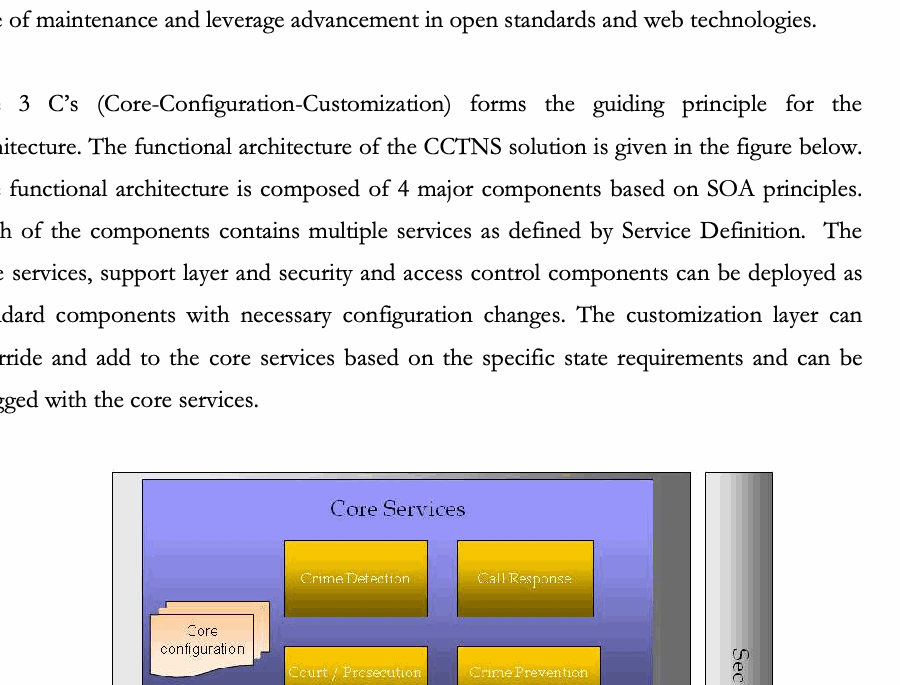 of maintenance and leverage advancement in open standards and web technologies.
3 C's (Core-Configuration-Customization) forms the guiding principle for the
The functional architecture of the CCTNS solution is given in the figure below.
functional architecture is composed of 4 major components based on SOA principles.
of the components contains multiple services as defined by Service Definition. The
services, support layer and security and access control components can be deployed as
components with necessary configuration changes. The customization layer can
and add to the core services based on the specific state requirements and can be
with the core services.
Core Services
Crime Detection
Call Response
Core
configuration
Court / Prosecution
Crime Prevention
Sec